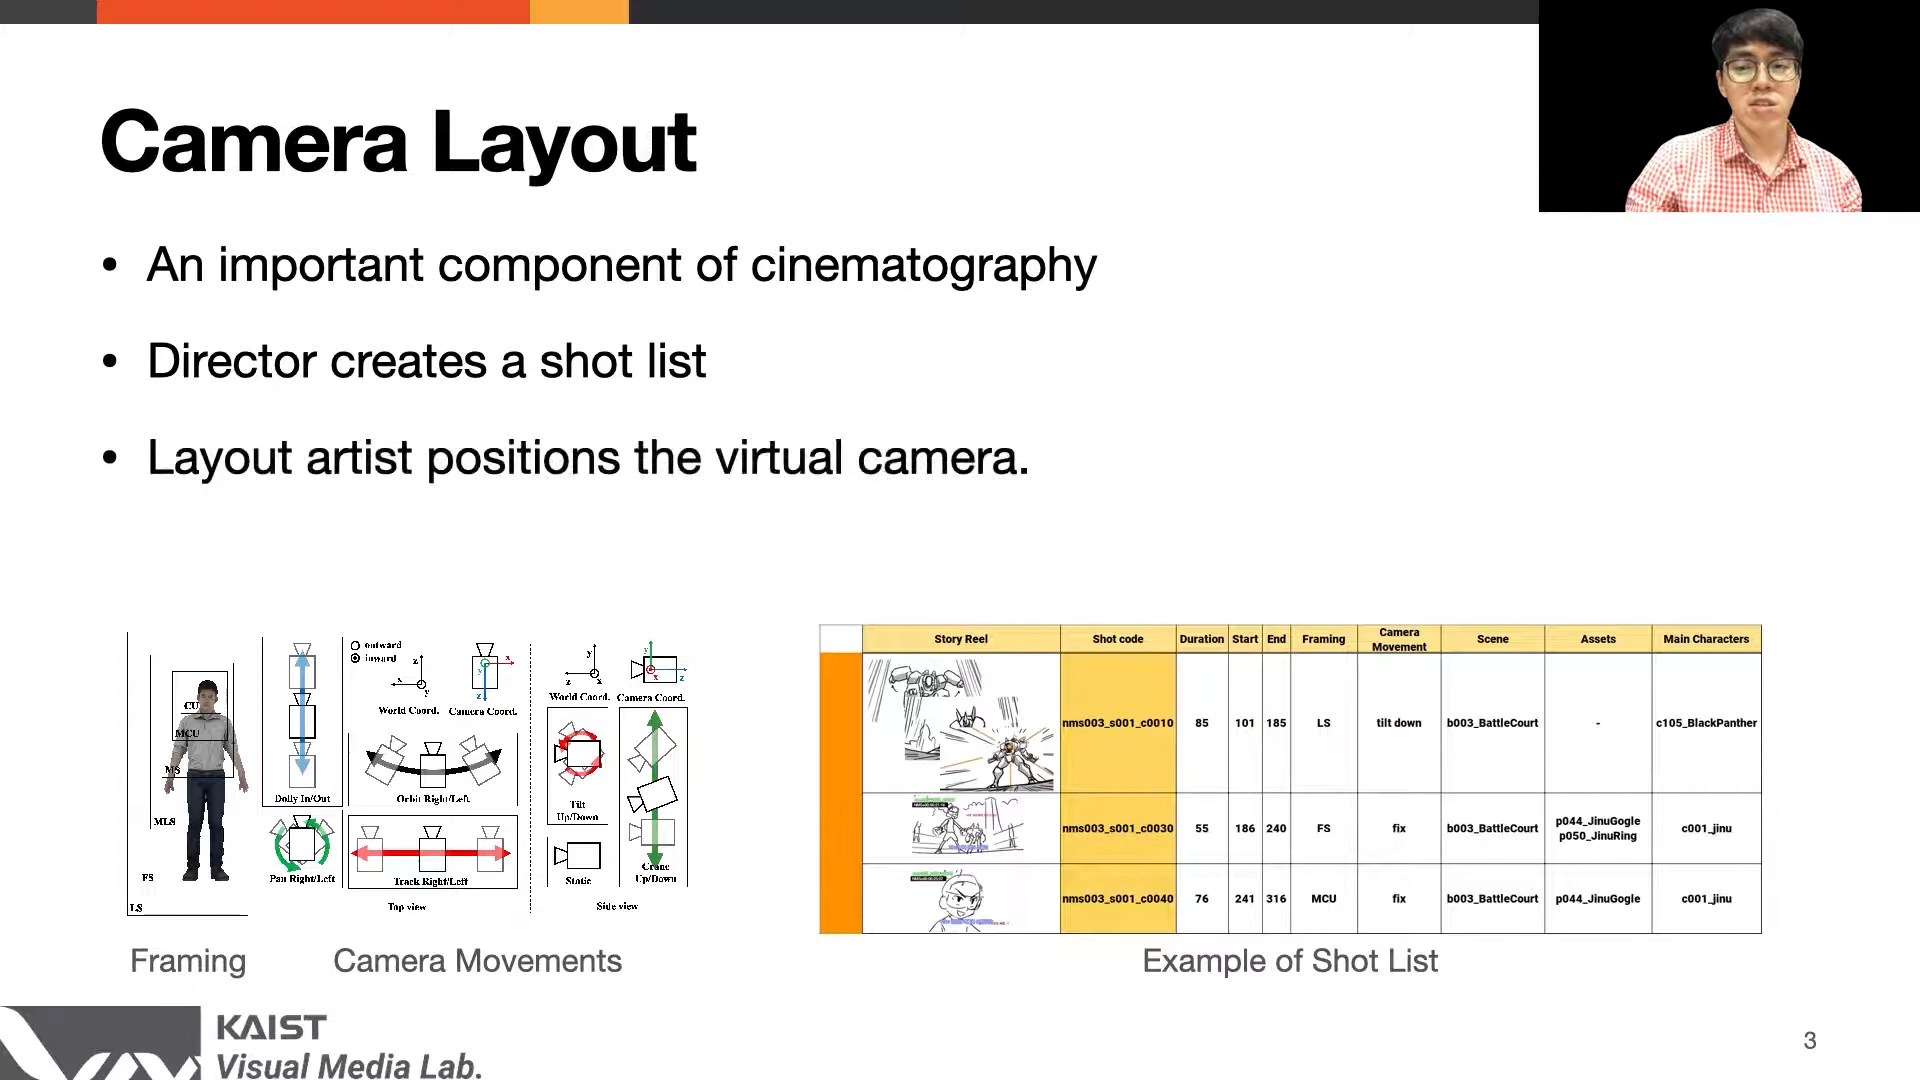 Camera Layout
• An important component of cinematography
• Director creates a shot list
• Layout artist positions the virtual camera.
CU
MCU
MS
MLS
FS
LS
Framing
Dolly In/Out
Pan Right/Left
outward
inward
z
x
y
World Coord.
x
y
z
Camera Coord.
Orbit Right/Left
Track Right/Left
Top view
y
z
x
World Coord.
y
x
z
Camera Coord.
Tilt
Up/Down
Static
Crane
Up/Down
Side view
Camera Movements
Story Reel Shot code Duration Start End Framing Camera Movement Scene Assets Main Characters
nms003_s001_c0010 85 101 185 LS tilt down b003_BattleCourt - c105_BlackPanther
nms003_s001_c0030 55 186 240 FS fix b003_BattleCourt p044_JinuGogle p050_JinuRing c001_jinu
nms003_s001_c0040 76 241 316 MCU fix b003_BattleCourt p044_JinuGogle c001_jinu
Example of Shot List
KAIST
Visual Media Lab.
3